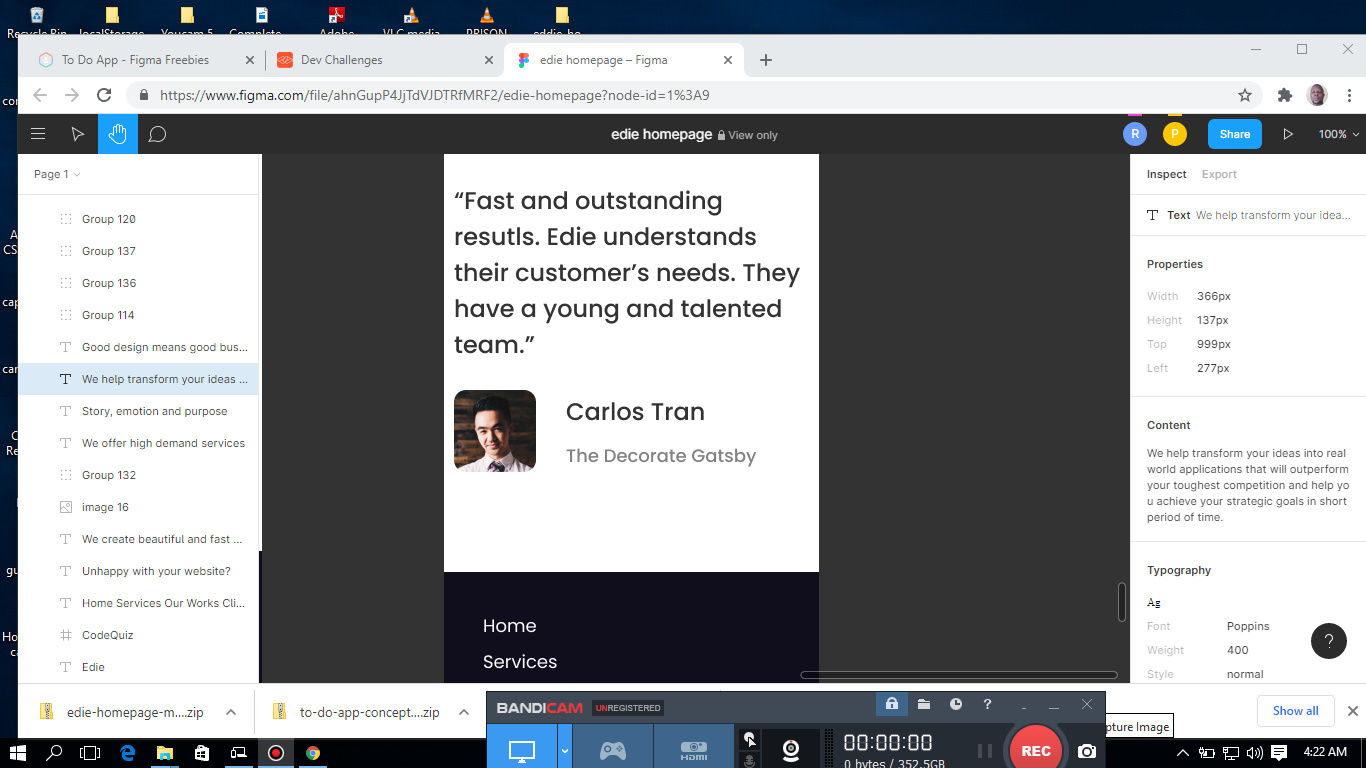 Recycle Bin
localStorage
Youcam 5
Complete
Adobe
VLC media
PRISON
eddie-ho
To Do App - Figma Freebies
Dev Challenges
edie homepage – Figma
https://www.figma.com/file/ahnGupP4JjTdVJDTRfMRF2/edie-homepage?node-id=1%3A9
edie homepage View only
R
P
Share
100%
Page 1
Group 120
Group 137
Group 136
Group 114
Good design means good bus...
We help transform your ideas ...
Story, emotion and purpose
We offer high demand services
Group 132
image 16
We create beautiful and fast ...
Unhappy with your website?
Home Services Our Works Cli...
CodeQuiz
Edie
“Fast and outstanding
resutls. Edie understands
their customer’s needs. They
have a young and talented
team.”
Carlos Tran
The Decorate Gatsby
Home
Services
Inspect Export
Text We help transform your idea...
Properties
Width 366px
Height 137px
Top 999px
Left 277px
Content
We help transform your ideas into real
world applications that will outperform
your toughest competition and help yo
u achieve your strategic goals in short
period of time.
Typography
Ag
Font Poppins
Weight 400
Style normal
?
edie-homepage-m....zip
to-do-app-concept....zip
Show all
BANDICAM UNREGISTERED
?
HDMI
00:00:00
0 bytes / 352.5GB
REC
pture Image
4:22 AM